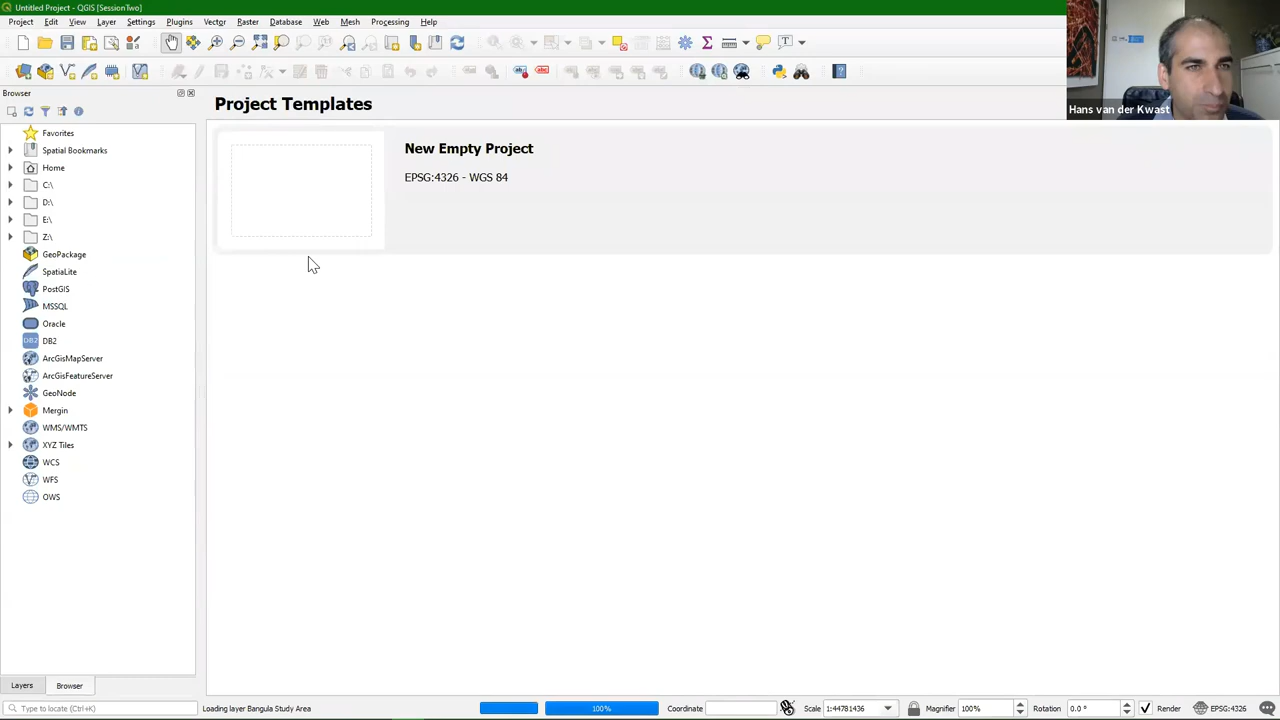 Untitled Project - QGIS [SessionTwo]
Project Edit View Layer Settings Plugins Vector Raster Database Web Mesh Processing Help
Hans van der Kwast
Browser
Project Templates
New Empty Project
EPSG:4326 - WGS 84
Favorites
Spatial Bookmarks
Home
C:\
D:\
E:\
Z:\
GeoPackage
SpatiaLite
PostGIS
MSSQL
Oracle
DB2 DB2
ArcGisMapServer
ArcGisFeatureServer
GeoNode
Mergin
WMS/WMTS
XYZ Tiles
WCS
WFS
OWS
Layers Browser
Type to locate (Ctrl+K) Loading layer Bangula Study Area 100% Coordinate Scale 1:44781436 Magnifier 100% Rotation 0.0 ° Render EPSG:4326